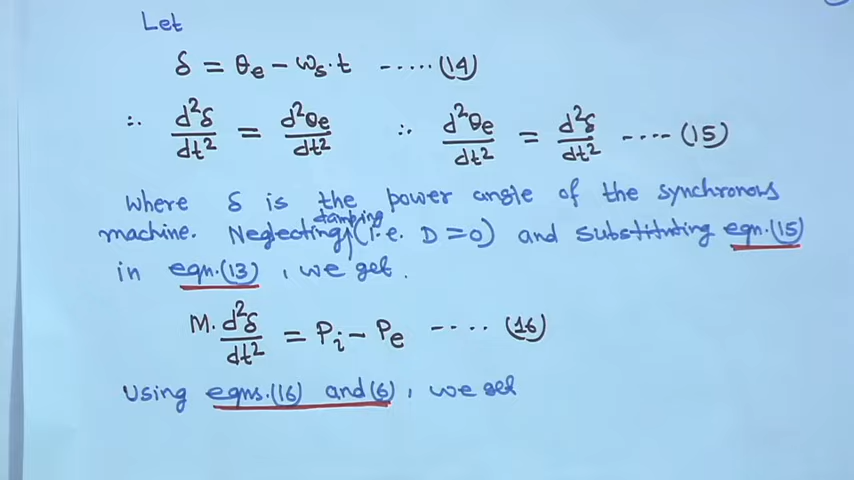 Let
δ = θe - ωs.t ..... (14)
∴ d²δ/dt² = d²θe/dt² ∴ d²θe/dt² = d²δ/dt² .... (15)
where δ is the power angle of the synchronous
machine. Neglecting damping (i.e. D = 0) and substituting eqn.(15)
in eqn.(13), we get.
M. d²δ/dt² = Pi - Pe .... (16)
Using eqns.(16) and (6), we get